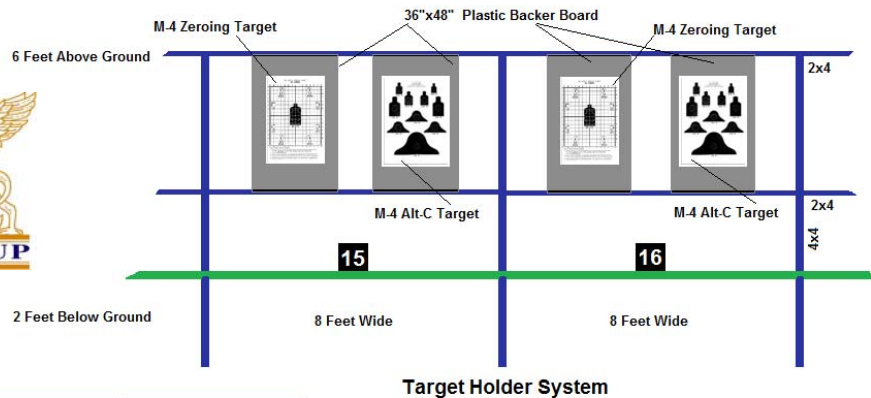 36"x48" Plastic Backer Board
M-4 Zeroing Target
M-4 Zeroing Target
6 Feet Above Ground
2x4
M-4 Alt-C Target
M-4 Alt-C Target
2x4
4x4
15
16
UP
2 Feet Below Ground
8 Feet Wide
8 Feet Wide
Target Holder System